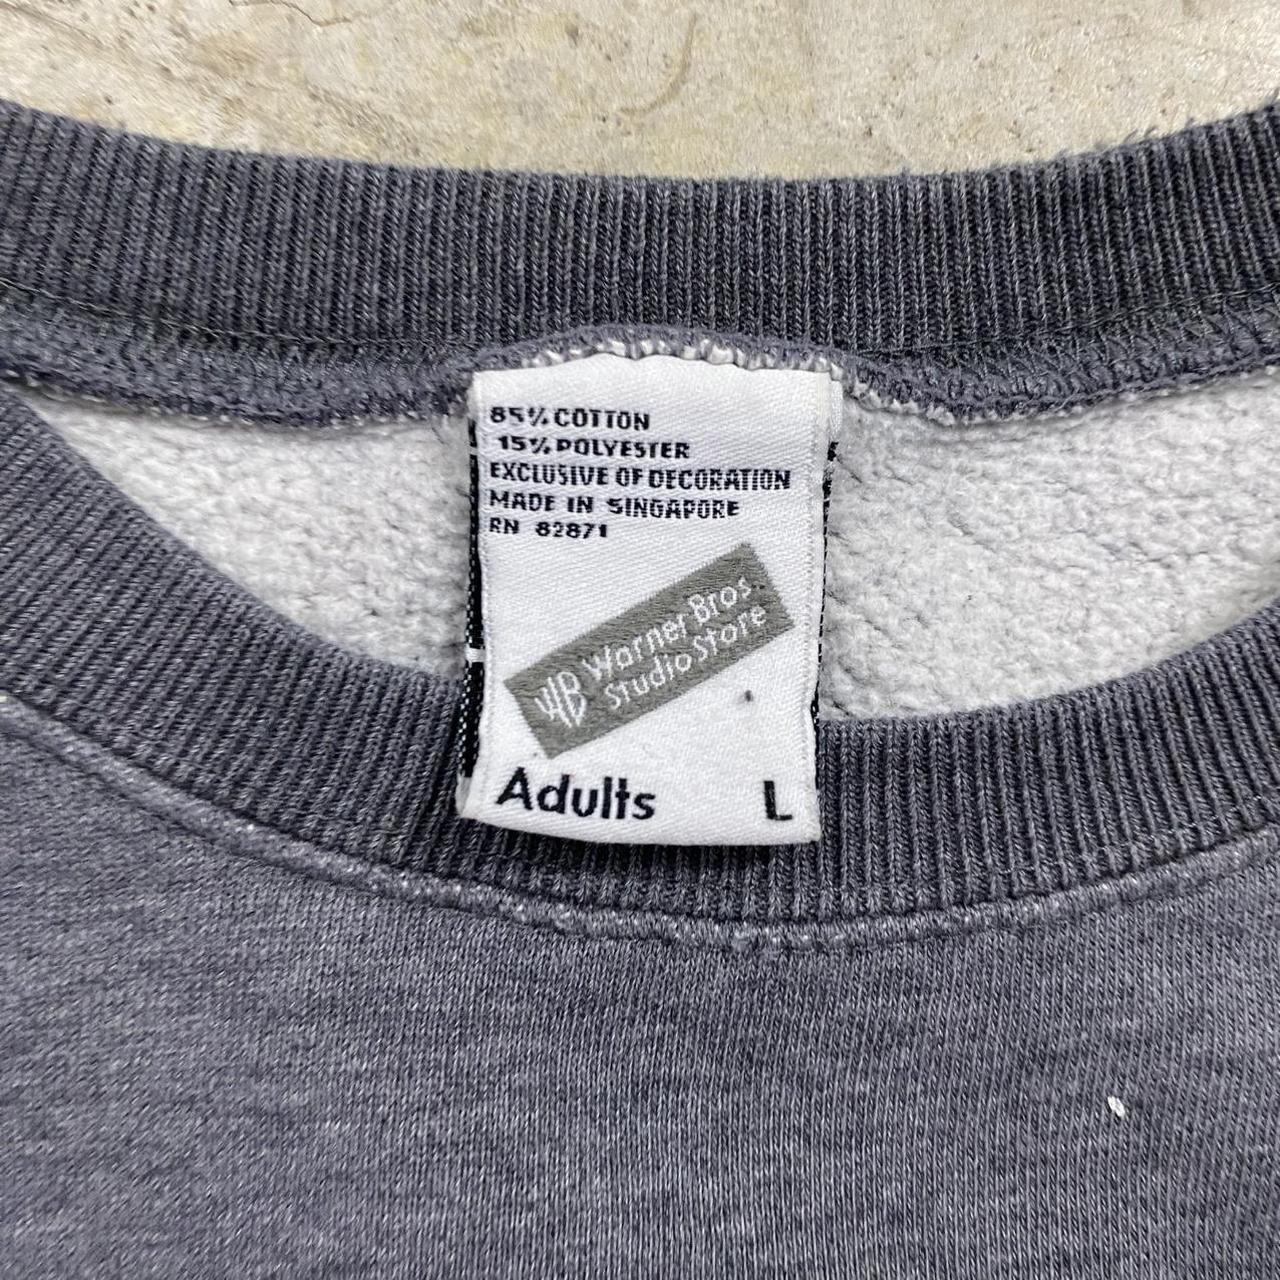 85% COTTON
15% POLYESTER
EXCLUSIVE OF DECORATION
MADE IN SINGAPORE
RN 82871
WB Warner Bros.
Studio Store
Adults L